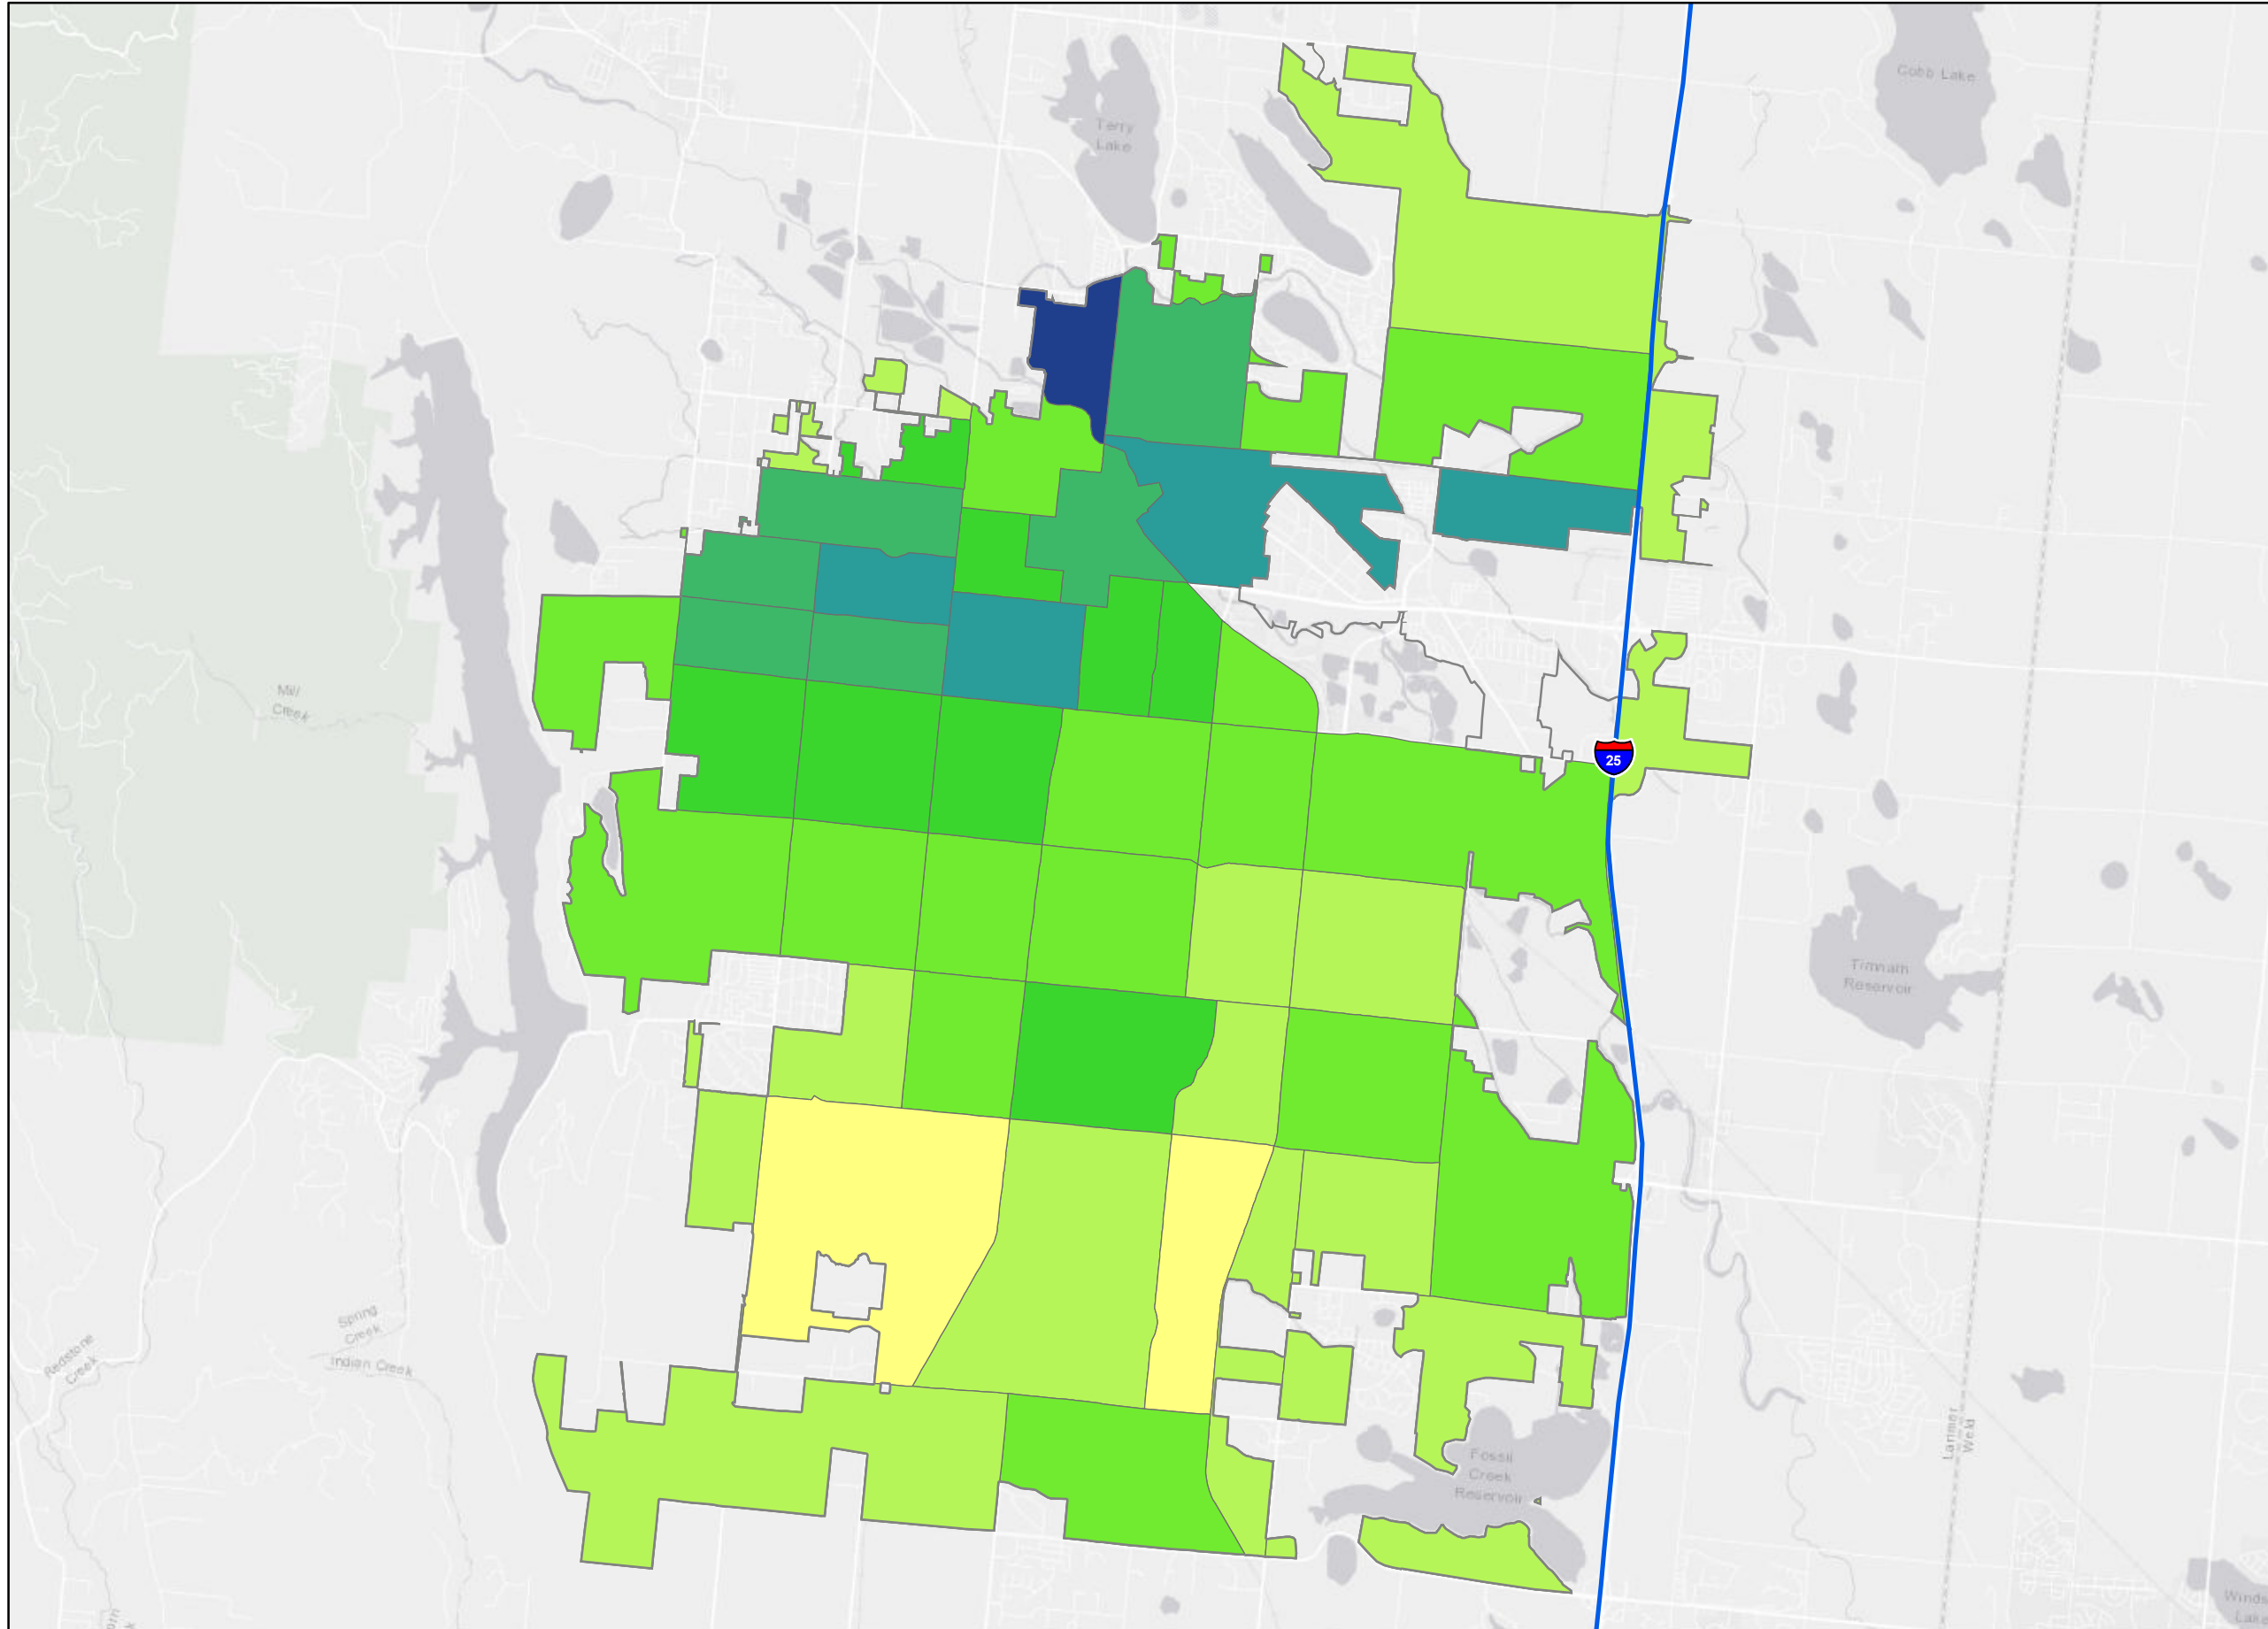 Cobb Lake
Terry
Lake
Mill
Creek
25
Timnath
Reservoir
Spring
Creek
Redstone
Creek
Indian Creek
Larimer
Weld
Fossil
Creek
Reservoir
Lake